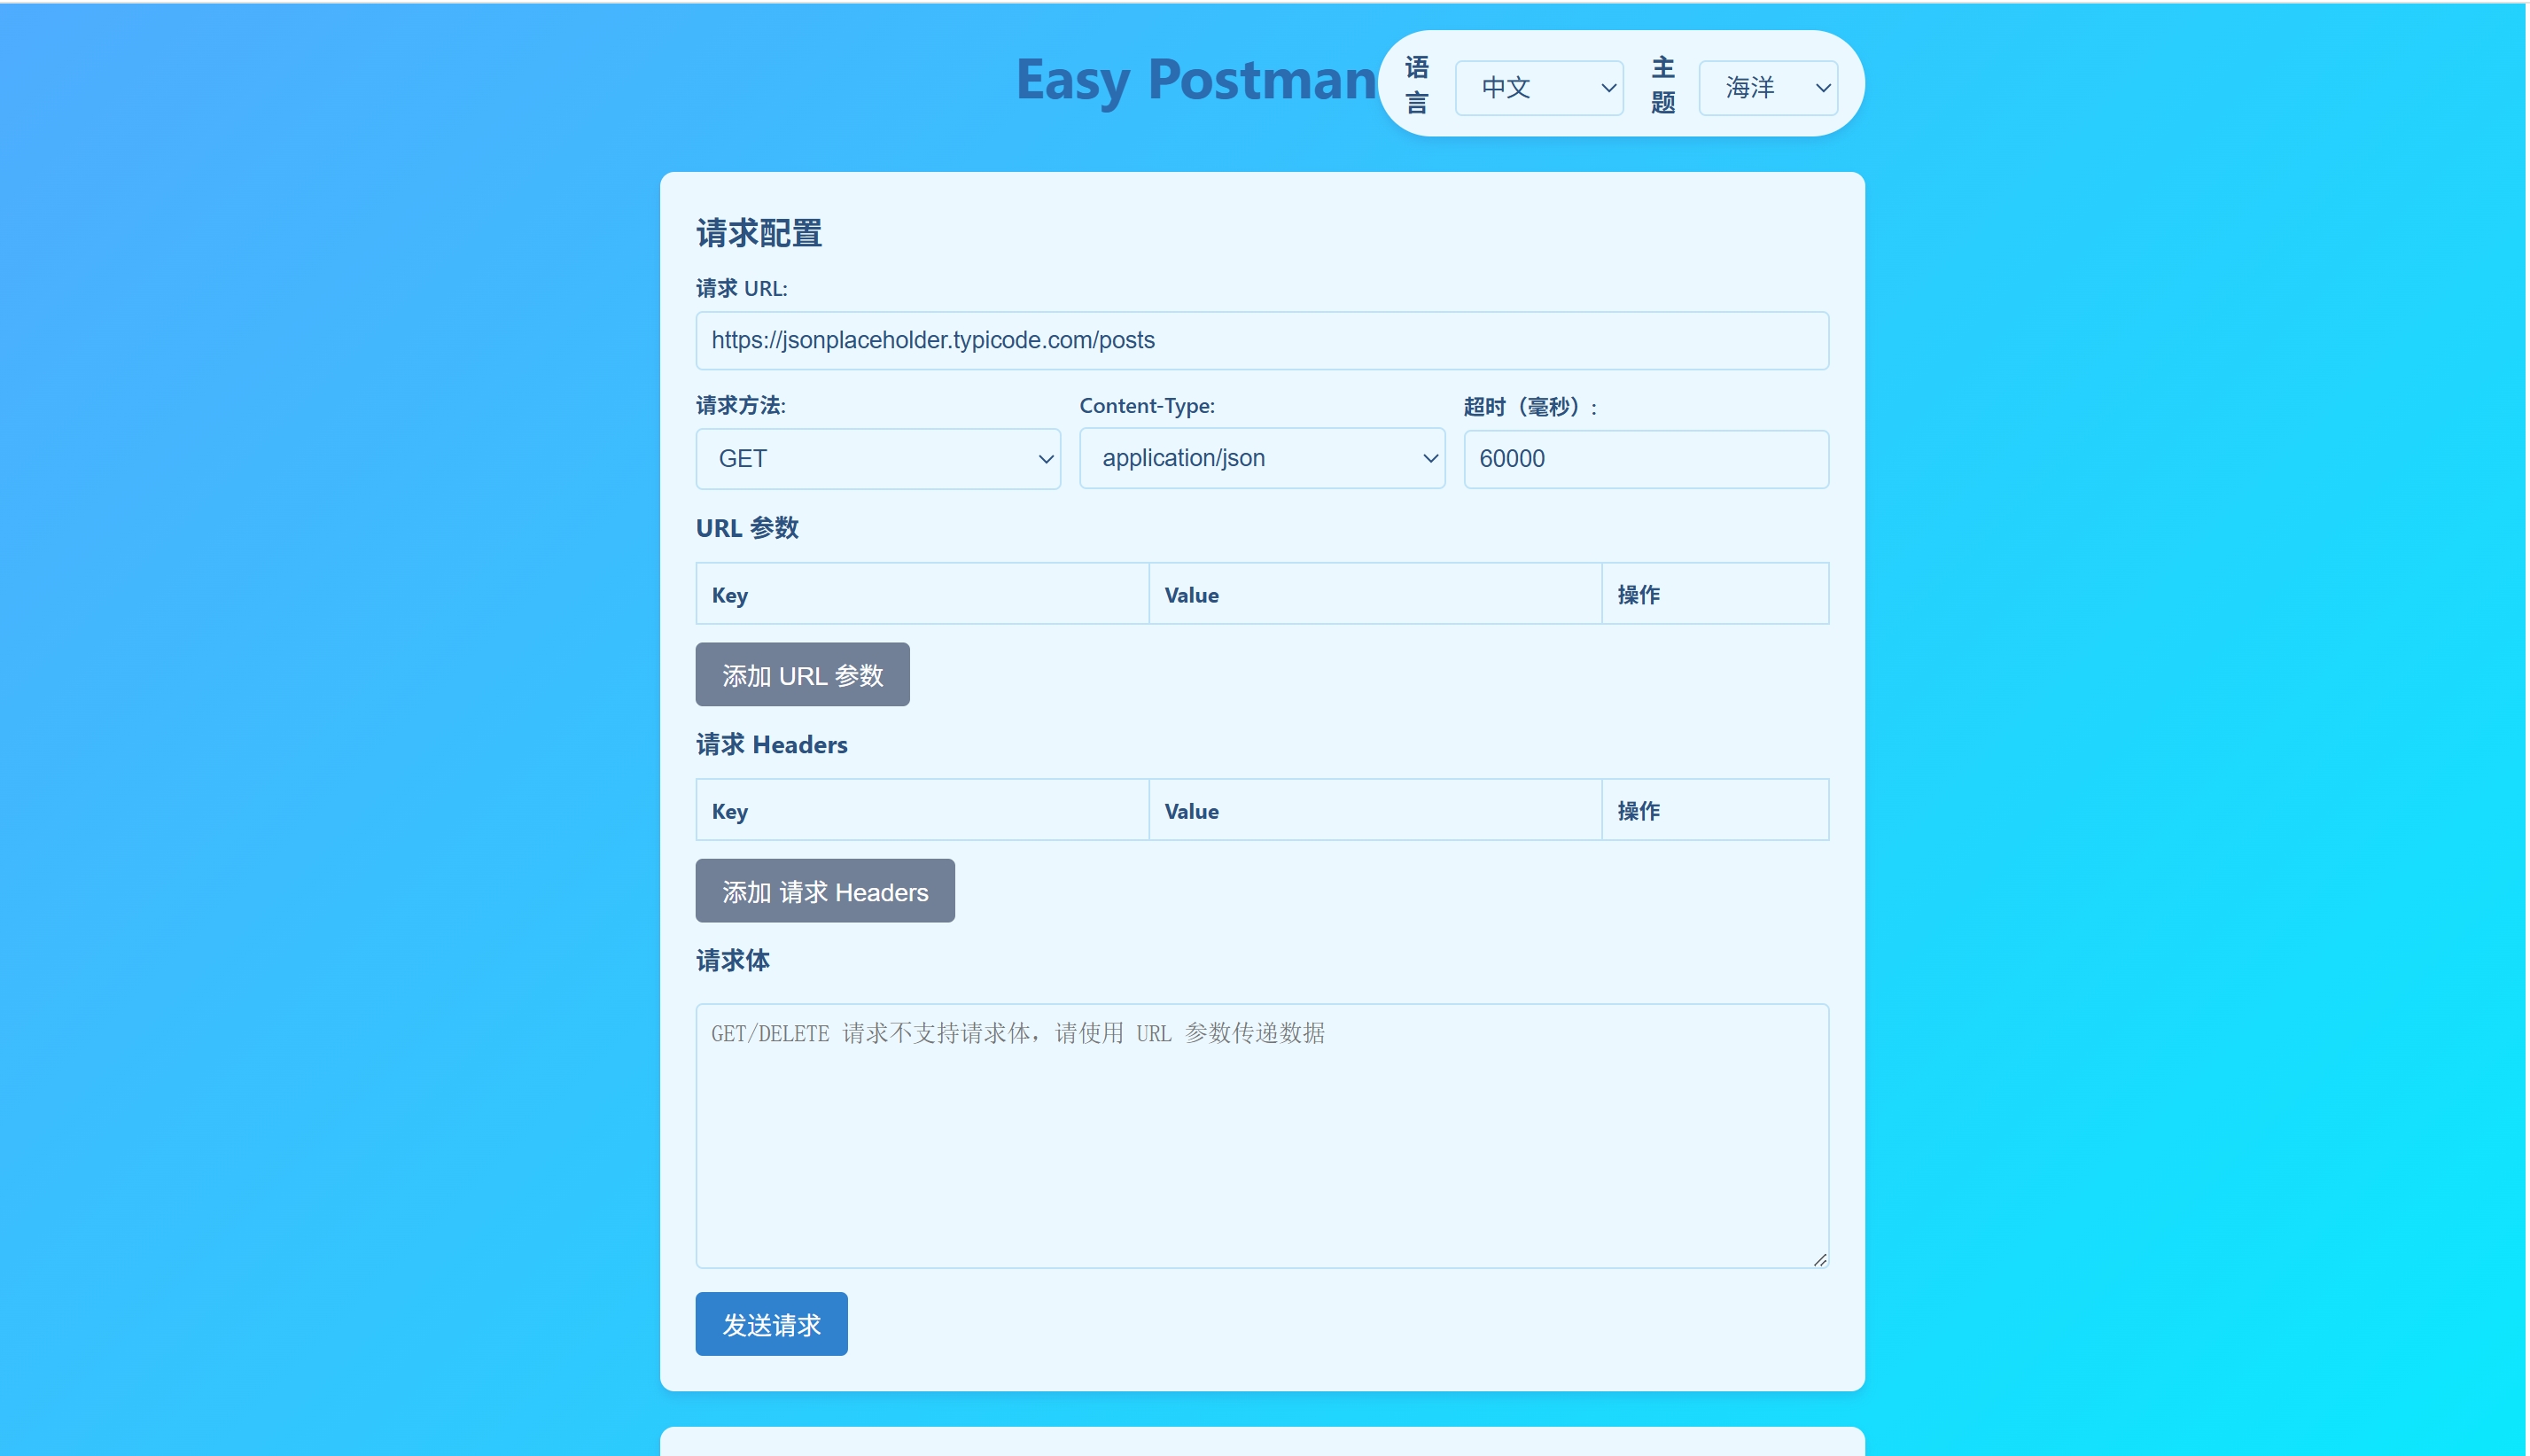 Easy Postman
语言
中文
主题
海洋
请求配置
请求 URL:
https://jsonplaceholder.typicode.com/posts
请求方法: Content-Type: 超时（毫秒）:
GET application/json 60000
URL 参数
Key Value 操作
添加 URL 参数
请求 Headers
Key Value 操作
添加 请求 Headers
请求体
GET/DELETE 请求不支持请求体，请使用 URL 参数传递数据
发送请求